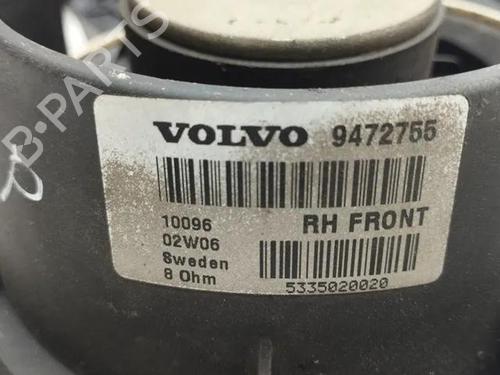 VOLVO 9472755
10096 RH FRONT
02W06
Sweden
8 Ohm
5335020020
B-PARTS